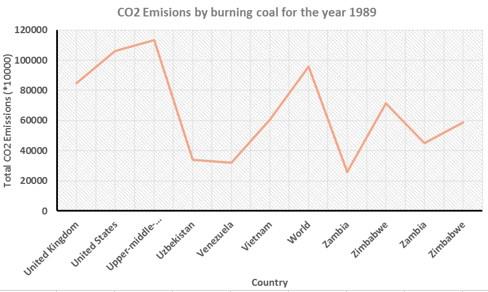 CO2 Emisions by burning coal for the year 1989
120000
100000
80000
60000
40000
20000
0
Total CO2 Emissions (*10000)
United Kingdom
United States
Upper-middle-...
Uzbekistan
Venezuela
Vietnam
World
Zambia
Zimbabwe
Zambia
Zimbabwe
Country